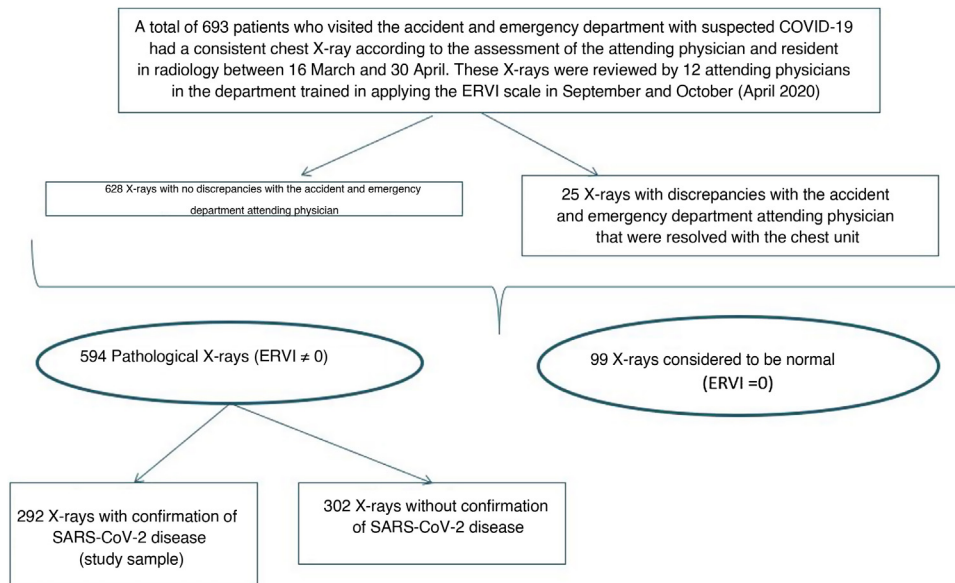 A total of 693 patients who visited the accident and emergency department with suspected COVID-19
had a consistent chest X-ray according to the assessment of the attending physician and resident
in radiology between 16 March and 30 April. These X-rays were reviewed by 12 attending physicians
in the department trained in applying the ERVI scale in September and October (April 2020)
628 X-rays with no discrepancies with the accident and emergency
department attending physician
25 X-rays with discrepancies with the accident
and emergency department attending physician
that were resolved with the chest unit
594 Pathological X-rays (ERVI ≠ 0)
99 X-rays considered to be normal
(ERVI =0)
292 X-rays with confirmation of
SARS-CoV-2 disease
(study sample)
302 X-rays without confirmation
of SARS-CoV-2 disease